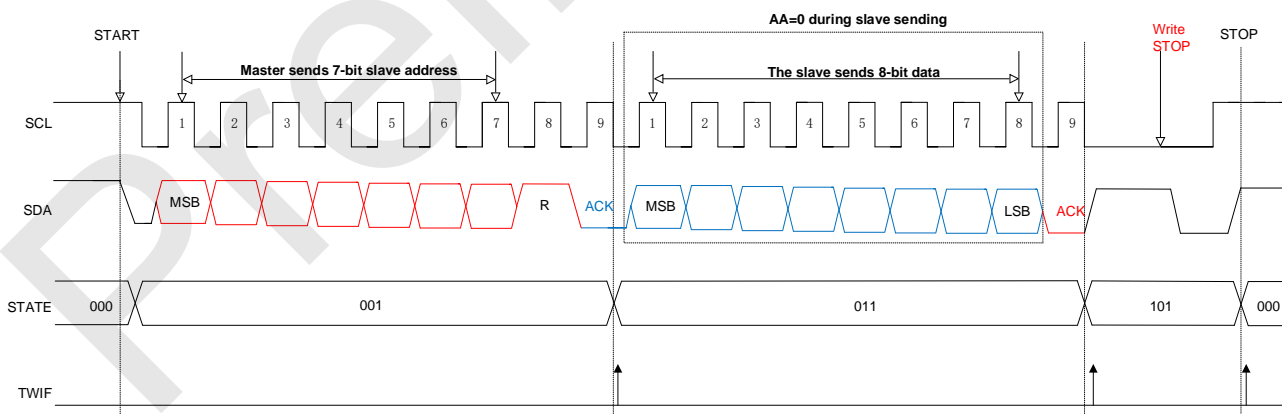 AA=0 during slave sending
START
Write
STOP
STOP
Master sends 7-bit slave address
The slave sends 8-bit data
SCL
1 2 3 4 5 6 7 8 9 1 2 3 4 5 6 7 8 9
SDA
MSB R ACK MSB LSB ACK
STATE
000 001 011 101 000
TWIF